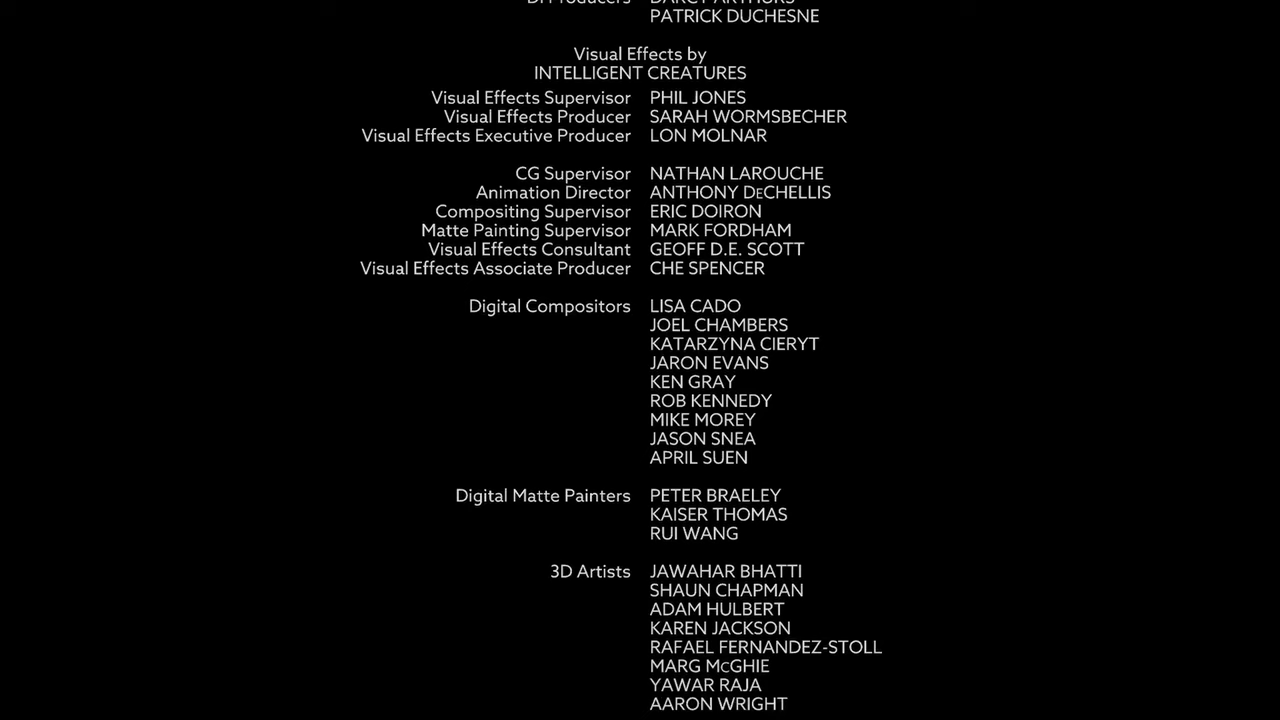 DI Producers DARCY ARTHURS
PATRICK DUCHESNE
Visual Effects by
INTELLIGENT CREATURES
Visual Effects Supervisor PHIL JONES
Visual Effects Producer SARAH WORMSBECHER
Visual Effects Executive Producer LON MOLNAR
CG Supervisor NATHAN LAROUCHE
Animation Director ANTHONY DECHELLIS
Compositing Supervisor ERIC DOIRON
Matte Painting Supervisor MARK FORDHAM
Visual Effects Consultant GEOFF D.E. SCOTT
Visual Effects Associate Producer CHE SPENCER
Digital Compositors LISA CADO
JOEL CHAMBERS
KATARZYNA CIERYT
JARON EVANS
KEN GRAY
ROB KENNEDY
MIKE MOREY
JASON SNEA
APRIL SUEN
Digital Matte Painters PETER BRAELEY
KAISER THOMAS
RUI WANG
3D Artists JAWAHAR BHATTI
SHAUN CHAPMAN
ADAM HULBERT
KAREN JACKSON
RAFAEL FERNANDEZ-STOLL
MARG McGHIE
YAWAR RAJA
AARON WRIGHT